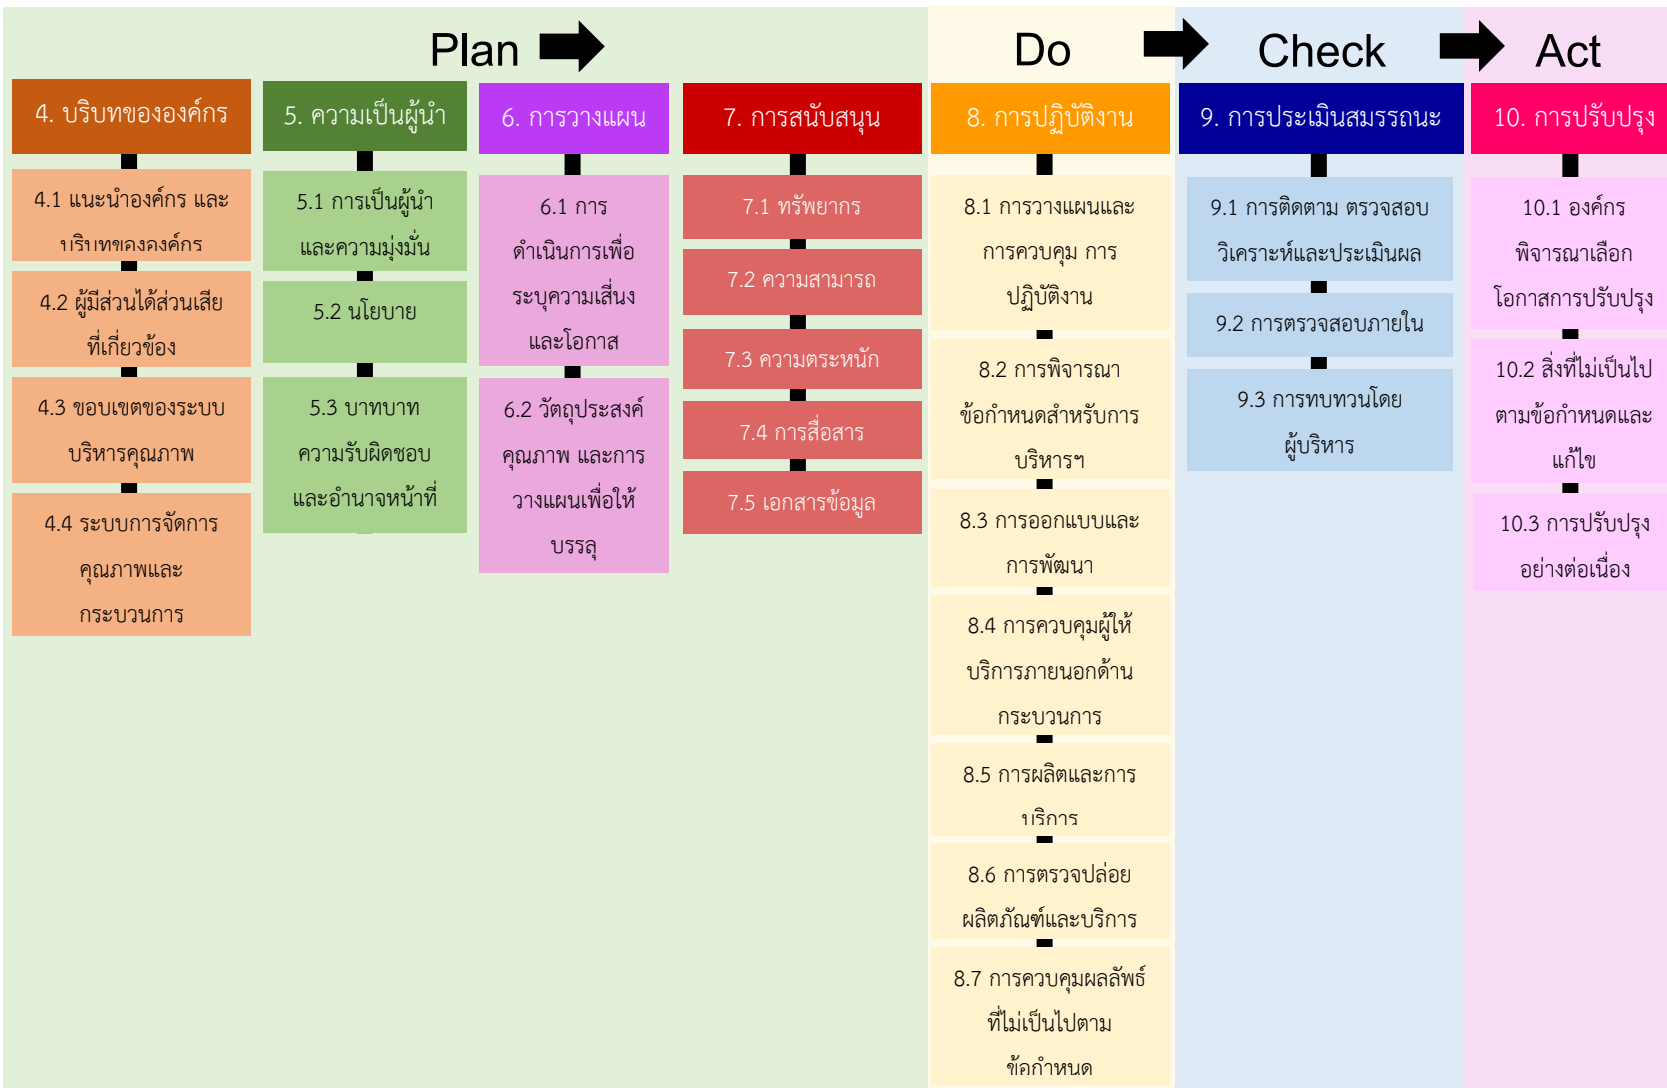 Plan
Do
Check
Act
4. บริบทขององค์กร
4.1 แนะนำองค์กร และ
บริบทขององค์กร
4.2 ผู้มีส่วนได้ส่วนเสีย
ที่เกี่ยวข้อง
4.3 ขอบเขตของระบบ
บริหารคุณภาพ
4.4 ระบบการจัดการ
คุณภาพและ
กระบวนการ
5. ความเป็นผู้นำ
5.1 การเป็นผู้นำ
และความมุ่งมั่น
5.2 นโยบาย
5.3 บาทบาท
ความรับผิดชอบ
และอำนาจหน้าที่
6. การวางแผน
6.1 การ
ดำเนินการเพื่อ
ระบุความเสี่นง
และโอกาส
6.2 วัตถุประสงค์
คุณภาพ และการ
วางแผนเพื่อให้
บรรลุ
7. การสนับสนุน
7.1 ทรัพยากร
7.2 ความสามารถ
7.3 ความตระหนัก
7.4 การสื่อสาร
7.5 เอกสารข้อมูล
8. การปฏิบัติงาน
8.1 การวางแผนและ
การควบคุม การ
ปฏิบัติงาน
8.2 การพิจารณา
ข้อกำหนดสำหรับการ
บริหารฯ
8.3 การออกแบบและ
การพัฒนา
8.4 การควบคุมผู้ให้
บริการภายนอกด้าน
กระบวนการ
8.5 การผลิตและการ
บริการ
8.6 การตรวจปล่อย
ผลิตภัณฑ์และบริการ
8.7 การควบคุมผลลัพธ์
ที่ไม่เป็นไปตาม
ข้อกำหนด
9. การประเมินสมรรถนะ
9.1 การติดตาม ตรวจสอบ
วิเคราะห์และประเมินผล
9.2 การตรวจสอบภายใน
9.3 การทบทวนโดย
ผู้บริหาร
10. การปรับปรุง
10.1 องค์กร
พิจารณาเลือก
โอกาสการปรับปรุง
10.2 สิ่งที่ไม่เป็นไป
ตามข้อกำหนดและ
แก้ไข
10.3 การปรับปรุง
อย่างต่อเนื่อง